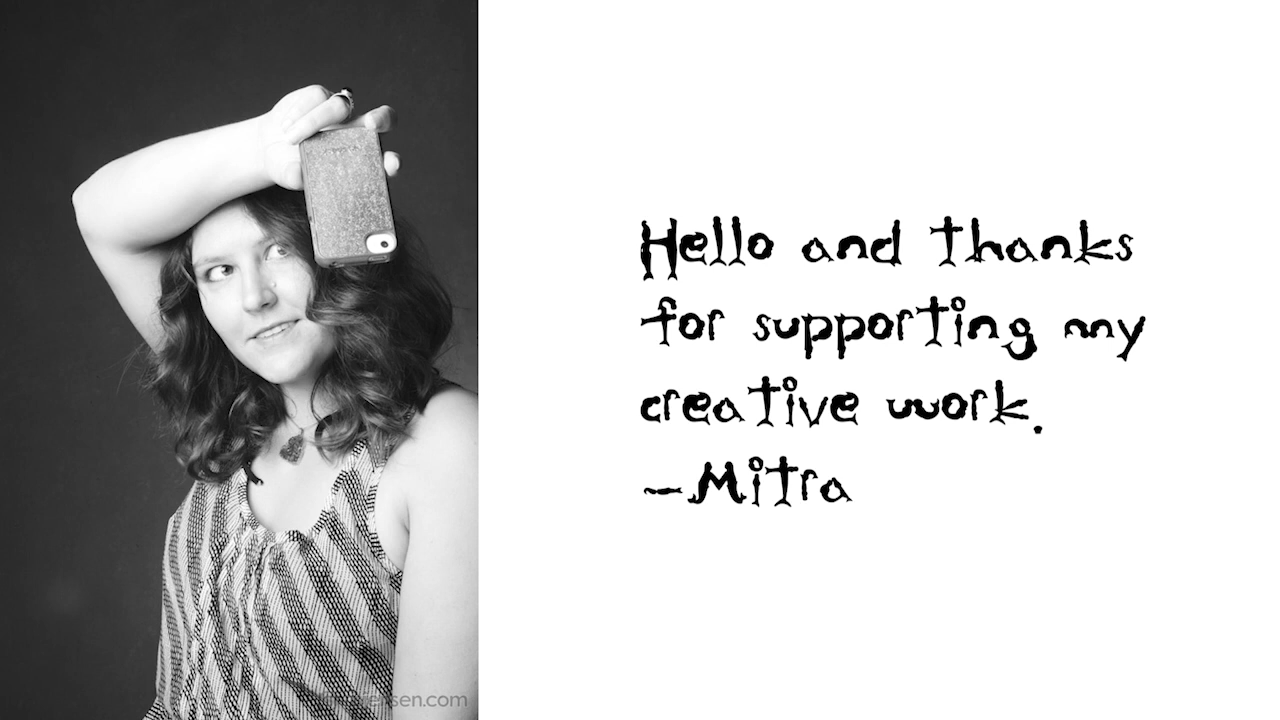 Hello and thanks
for supporting my
creative work.
-Mitra